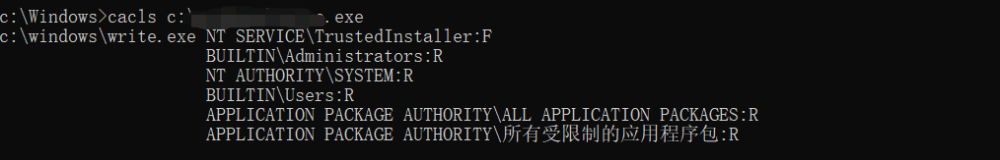 c:\Windows>cacls c:\ .exe
c:\windows\write.exe NT SERVICE\TrustedInstaller:F
BUILTIN\Administrators:R
NT AUTHORITY\SYSTEM:R
BUILTIN\Users:R
APPLICATION PACKAGE AUTHORITY\ALL APPLICATION PACKAGES:R
APPLICATION PACKAGE AUTHORITY\所有受限制的应用程序包:R